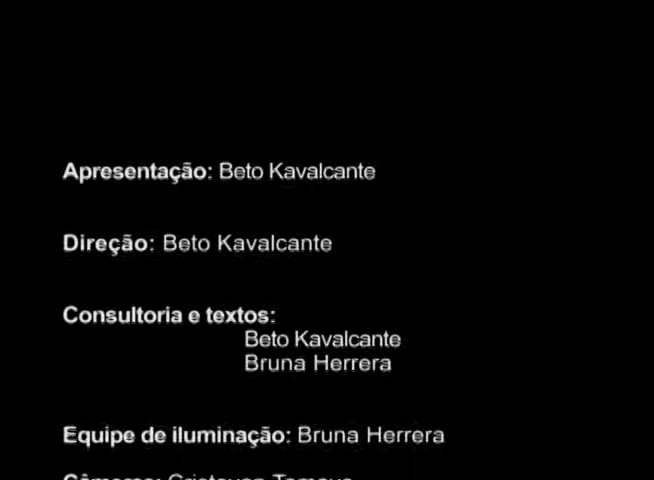 Apresentação: Beto Kavalcante
Direção: Beto Kavalcante
Consultoria e textos:
Beto Kavalcante
Bruna Herrera
Equipe de iluminação: Bruna Herrera